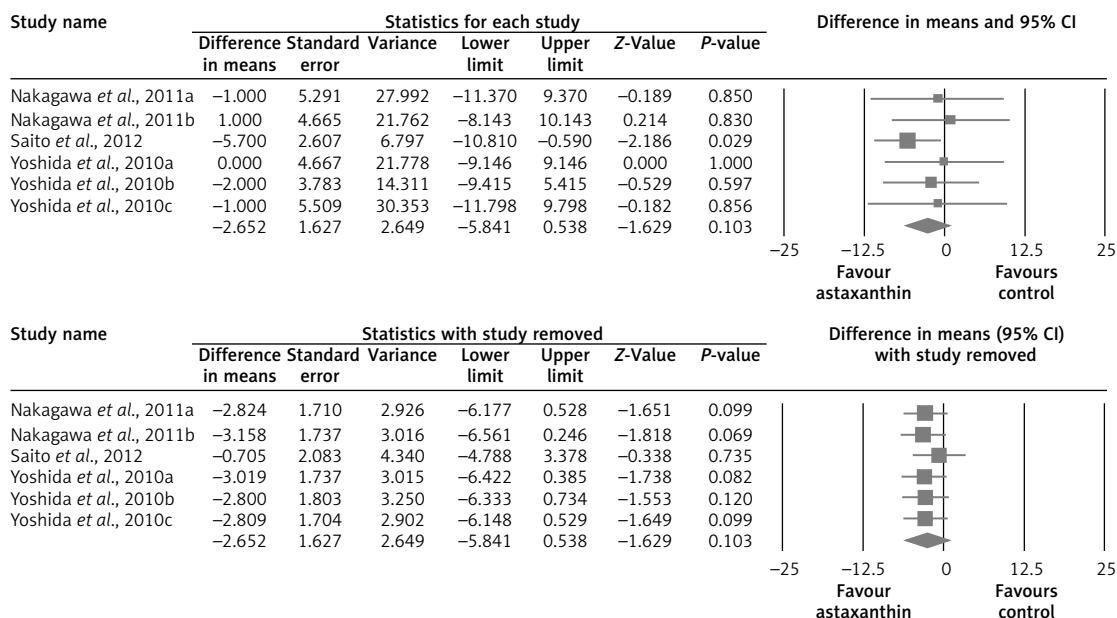 Study name Statistics for each study Difference in means and 95% CI
Difference Standard Variance Lower Upper Z-Value P-value
in means error limit limit
Nakagawa et al., 2011a –1.000 5.291 27.992 –11.370 9.370 –0.189 0.850
Nakagawa et al., 2011b 1.000 4.665 21.762 –8.143 10.143 0.214 0.830
Saito et al., 2012 –5.700 2.607 6.797 –10.810 –0.590 –2.186 0.029
Yoshida et al., 2010a 0.000 4.667 21.778 –9.146 9.146 0.000 1.000
Yoshida et al., 2010b –2.000 3.783 14.311 –9.415 5.415 –0.529 0.597
Yoshida et al., 2010c –1.000 5.509 30.353 –11.798 9.798 –0.182 0.856
–2.652 1.627 2.649 –5.841 0.538 –1.629 0.103
–25 –12.5 0 12.5 25
Favour Favours
astaxanthin control
Study name Statistics with study removed Difference in means (95% CI)
with study removed
Difference Standard Variance Lower Upper Z-Value P-value
in means error limit limit
Nakagawa et al., 2011a –2.824 1.710 2.926 –6.177 0.528 –1.651 0.099
Nakagawa et al., 2011b –3.158 1.737 3.016 –6.561 0.246 –1.818 0.069
Saito et al., 2012 –0.705 2.083 4.340 –4.788 3.378 –0.338 0.735
Yoshida et al., 2010a –3.019 1.737 3.015 –6.422 0.385 –1.738 0.082
Yoshida et al., 2010b –2.800 1.803 3.250 –6.333 0.734 –1.553 0.120
Yoshida et al., 2010c –2.809 1.704 2.902 –6.148 0.529 –1.649 0.099
–2.652 1.627 2.649 –5.841 0.538 –1.629 0.103
–25 –12.5 0 12.5 25
Favour Favours
astaxanthin control